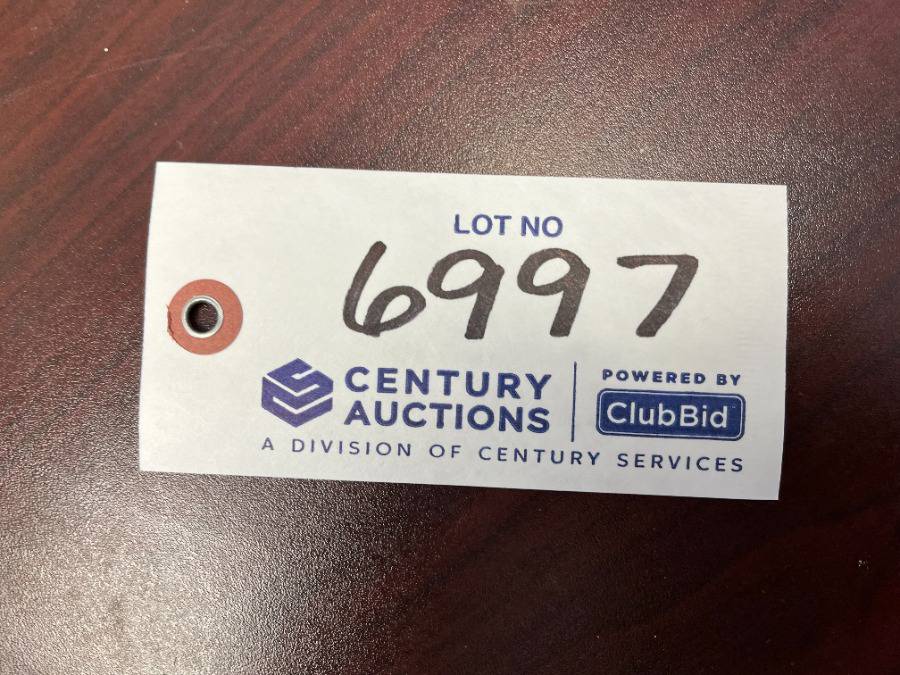 LOT NO
6997
CENTURY
AUCTIONS
POWERED BY
ClubBid
A DIVISION OF CENTURY SERVICES